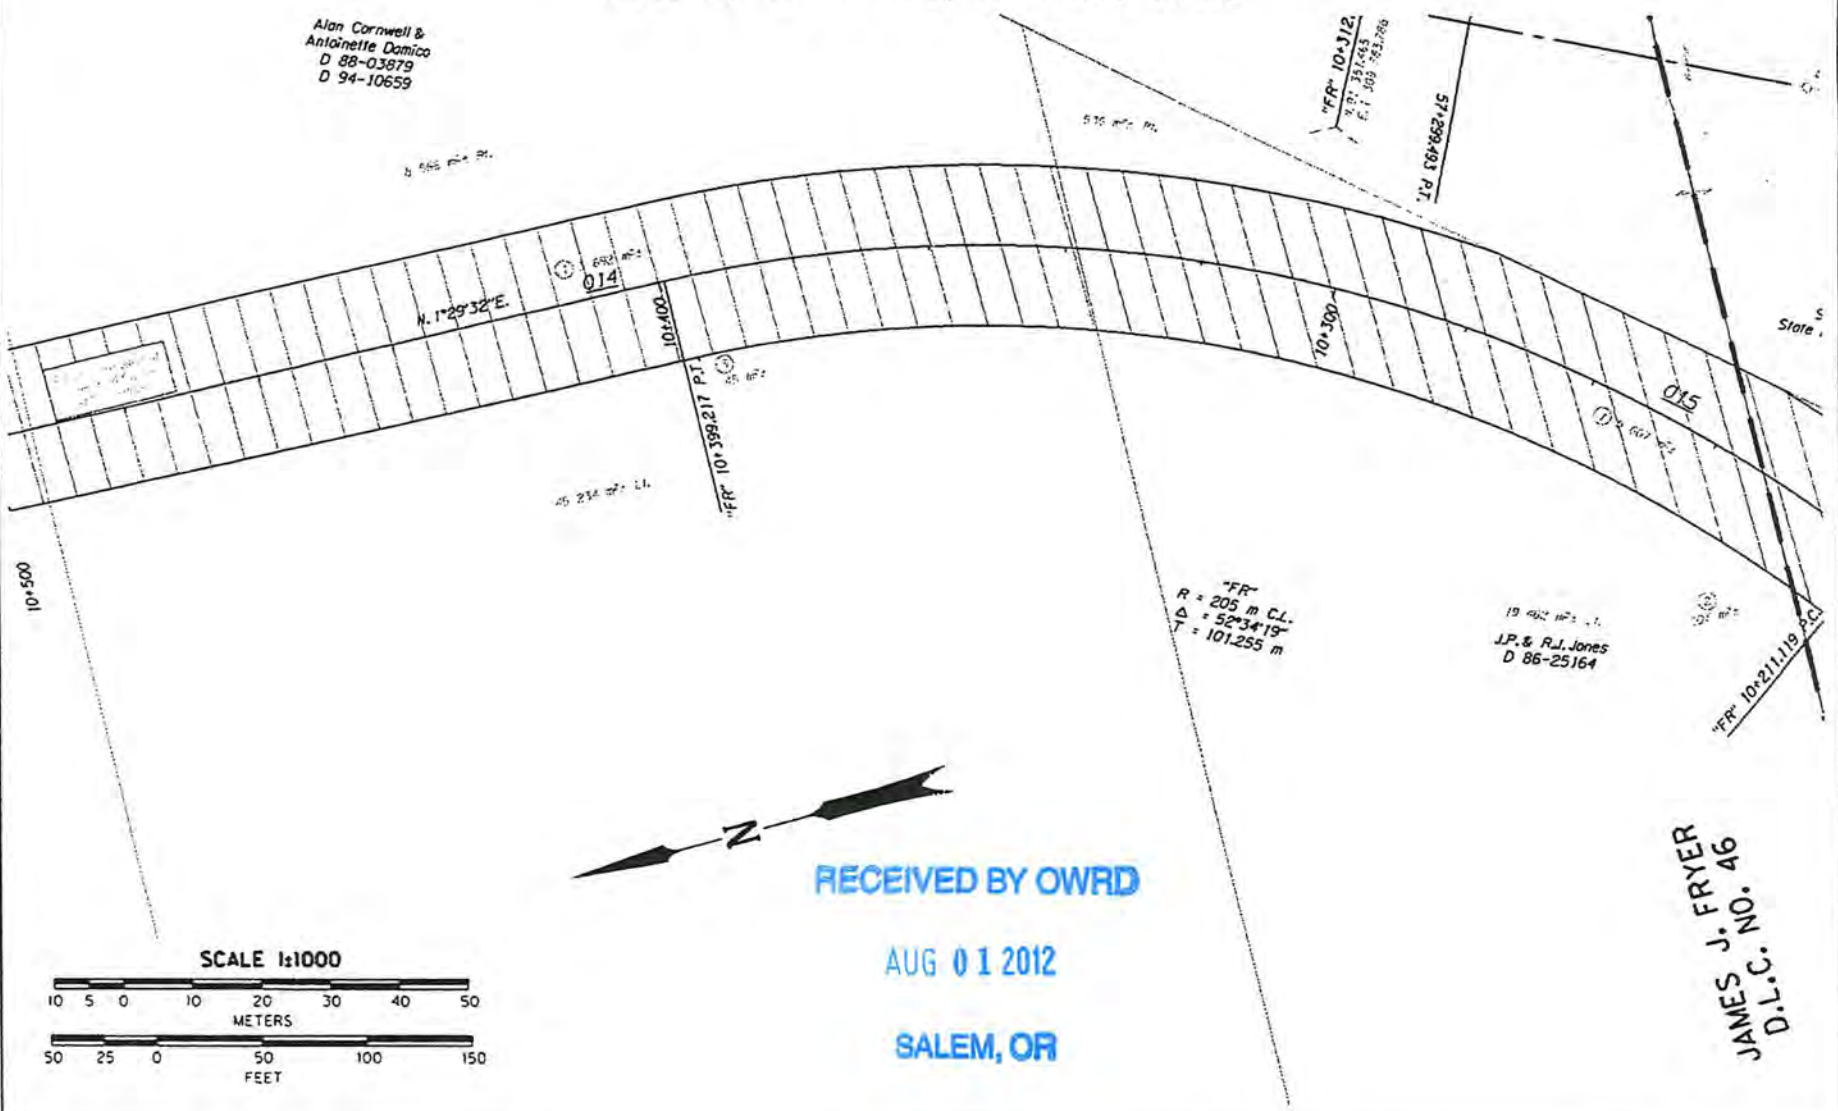 Alan Cornwell &
Antoinette Damico
D 88-03879
D 94-10659
"FR" 10+312.
57+299.493 P.T.
014
N. 1°29'32"E.
10+400
"FR" 10+399.217 P.T.
10+300
015
State
10+500
"FR"
R = 205 m C.L.
Δ = 52°34'19"
T = 101.255 m
J.P. & R.J. Jones
D 86-25164
"FR" 10+211.119 P.C.
N
RECEIVED BY OWRD
AUG 01 2012
SALEM, OR
JAMES J. FRYER
D.L.C. NO. 46
SCALE 1:1000
10 5 0 10 20 30 40 50
METERS
50 25 0 50 100 150
FEET